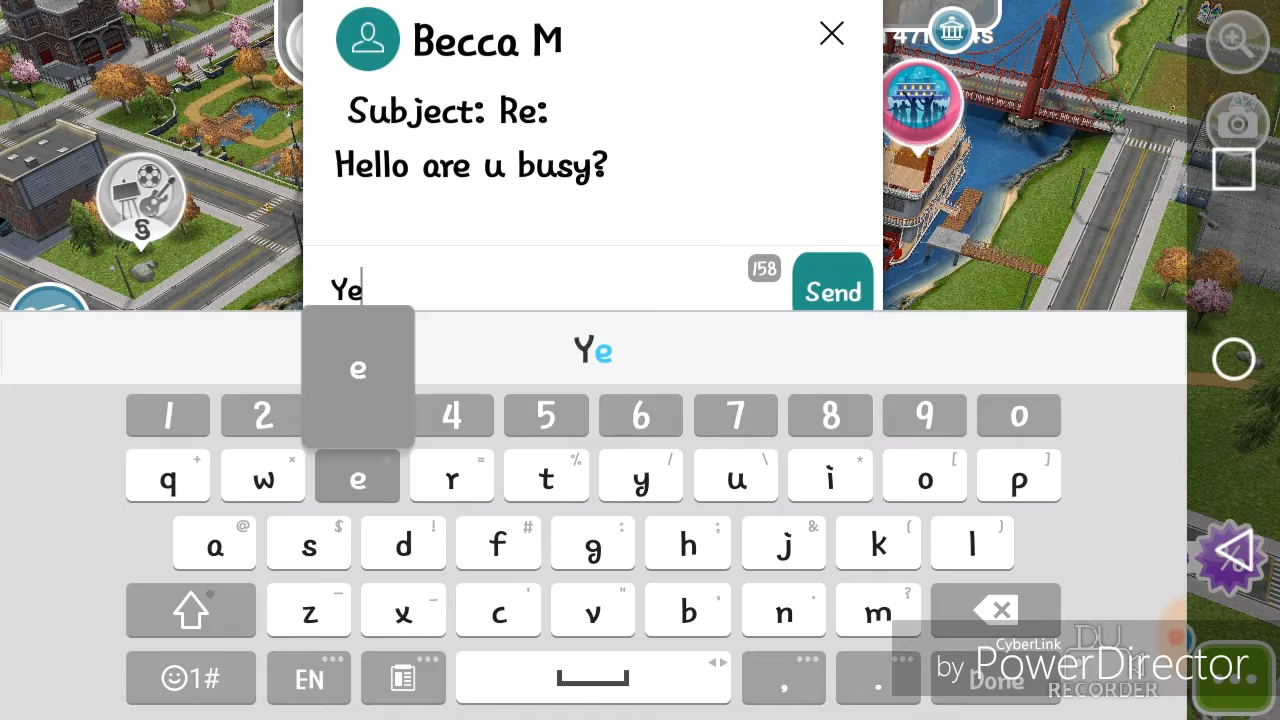 Becca M
Subject: Re:
Hello are u busy?
158
Ye
Send
Ye
e
1 2 4 5 6 7 8 9 0
q w e r t y u i o p
a s d f g h j k l
z x c v b n m
1# EN , . Done
CyberLink
by PowerDirector
DU
RECORDER